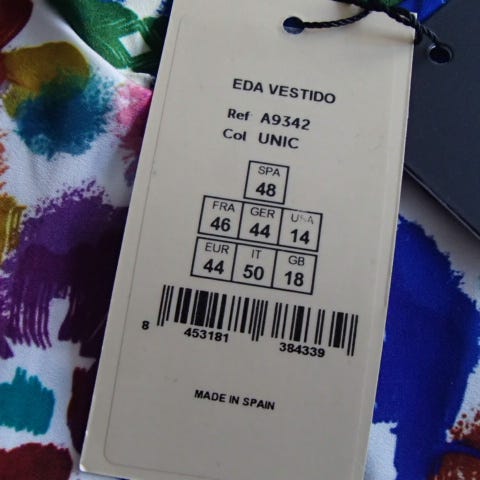 EDA VESTIDO
Ref A9342
Col UNIC
SPA
48
FRA GER USA
46 44 14
EUR IT GB
44 50 18
8 453181 384339
MADE IN SPAIN